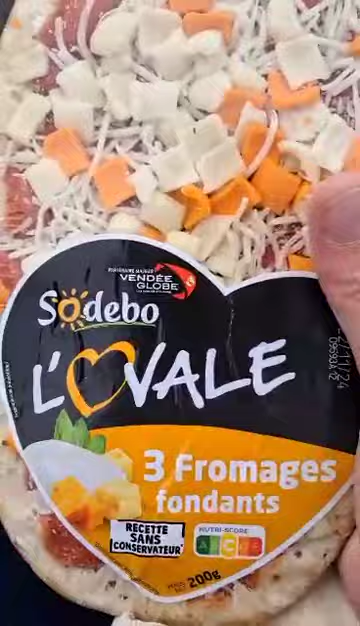 PARTENAIRE MAJEUR
VENDÉE
GLOBE
Sodebo
L'OVALE
3 Fromages
fondants
RECETTE
SANS
CONSERVATEUR
NUTRI-SCORE
A B C D E
200g